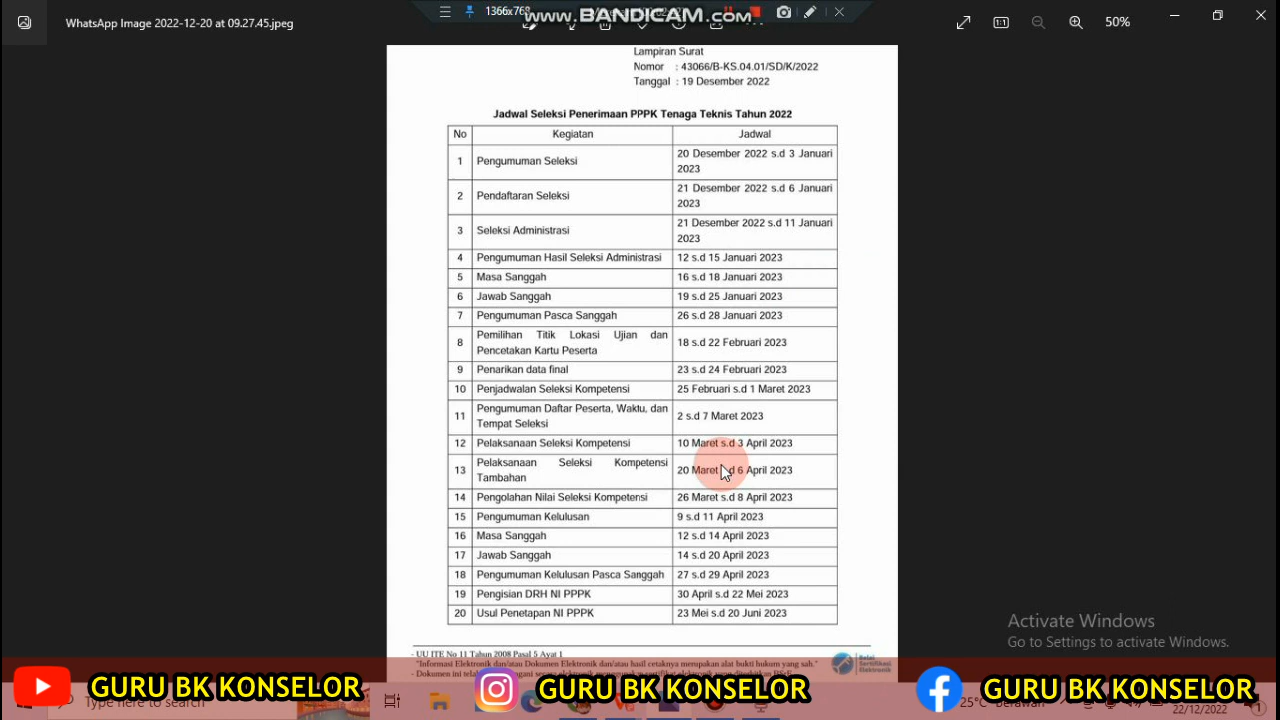 WhatsApp Image 2022-12-20 at 09.27.45.jpeg
1366x768
www.BANDICAM.com
1:1
50%
Lampiran Surat
Nomor : 43066/B-KS.04.01/SD/K/2022
Tanggal : 19 Desember 2022
Jadwal Seleksi Penerimaan PPPK Tenaga Teknis Tahun 2022
No Kegiatan Jadwal
1 Pengumuman Seleksi 20 Desember 2022 s.d 3 Januari
2023
2 Pendaftaran Seleksi 21 Desember 2022 s.d 6 Januari
2023
3 Seleksi Administrasi 21 Desember 2022 s.d 11 Januari
2023
4 Pengumuman Hasil Seleksi Administrasi 12 s.d 15 Januari 2023
5 Masa Sanggah 16 s.d 18 Januari 2023
6 Jawab Sanggah 19 s.d 25 Januari 2023
7 Pengumuman Pasca Sanggah 26 s.d 28 Januari 2023
8 Pemilihan Titik Lokasi Ujian dan
Pencetakan Kartu Peserta 18 s.d 22 Februari 2023
9 Penarikan data final 23 s.d 24 Februari 2023
10 Penjadwalan Seleksi Kompetensi 25 Februari s.d 1 Maret 2023
11 Pengumuman Daftar Peserta, Waktu, dan
Tempat Seleksi 2 s.d 7 Maret 2023
12 Pelaksanaan Seleksi Kompetensi 10 Maret s.d 3 April 2023
13 Pelaksanaan Seleksi Kompetensi
Tambahan 20 Maret s.d 6 April 2023
14 Pengolahan Nilai Seleksi Kompetensi 26 Maret s.d 8 April 2023
15 Pengumuman Kelulusan 9 s.d 11 April 2023
16 Masa Sanggah 12 s.d 14 April 2023
17 Jawab Sanggah 14 s.d 20 April 2023
18 Pengumuman Kelulusan Pasca Sanggah 27 s.d 29 April 2023
19 Pengisian DRH NI PPPK 30 April s.d 22 Mei 2023
20 Usul Penetapan NI PPPK 23 Mei s.d 20 Juni 2023
Activate Windows
Go to Settings to activate Windows.
- UU ITE No 11 Tahun 2008 Pasal 5 Ayat 1
"Informasi Elektronik dan/atau Dokumen Elektronik dan/atau hasil cetaknya merupakan alat bukti hukum yang sah."
- Dokumen ini
Balai
Sertifikasi
Elektronik
GURU BK KONSELOR
GURU BK KONSELOR
GURU BK KONSELOR
Type here to search
25°C Berawan
22/12/2022